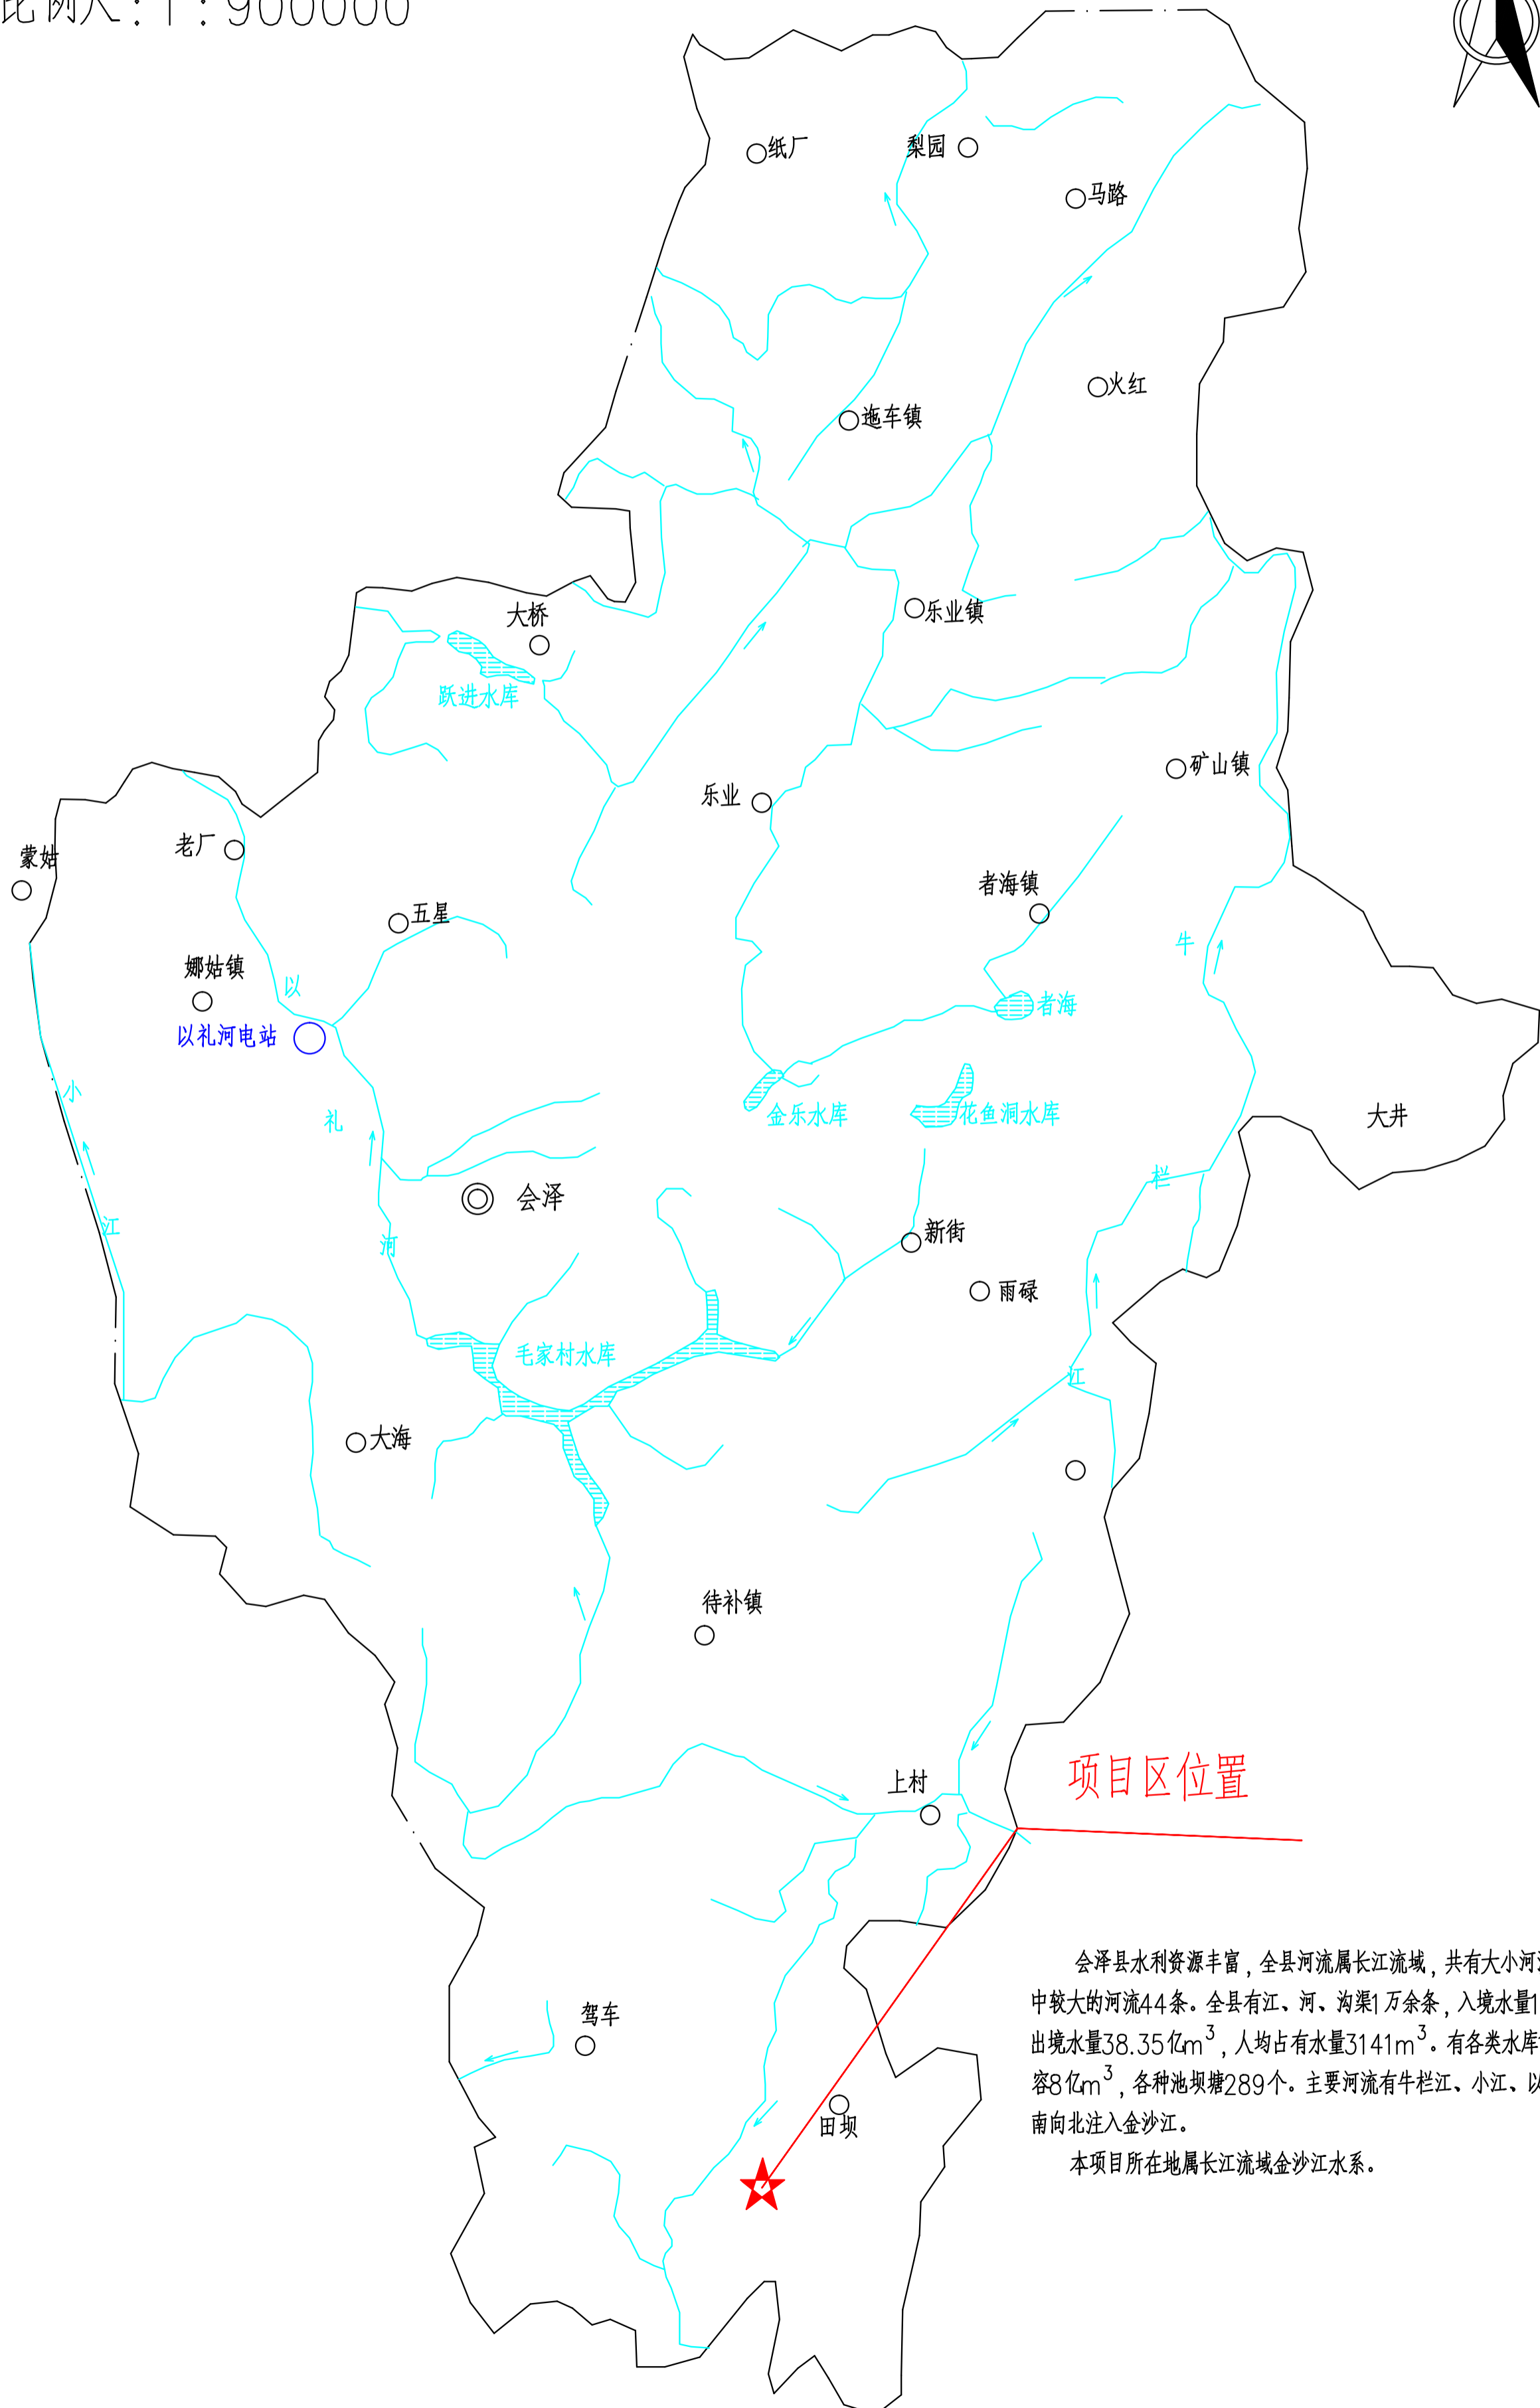 比例尺:1:900000
纸厂
梨园
马路
火红
迤车镇
大桥
乐业镇
跃进水库
矿山镇
乐业
老厂
蒙姑
者海镇
五星
牛
娜姑镇
以
者海
以礼河电站
小
礼
金乐水库
花鱼洞水库
大井
栏
会泽
江
新街
河
雨碌
毛家村水库
江
大海
待补镇
上村
项目区位置
会泽县水利资源丰富,全县河流属长江流域,共有大小河
中较大的河流44条。全县有江、河、沟渠1万余条,入境水量1
出境水量38.35亿m³,人均占有水量3141m³。有各类水库
容8亿m³,各种池坝塘289个。主要河流有牛栏江、小江、以
南向北注入金沙江。
本项目所在地属长江流域金沙江水系。
驾车
田坝